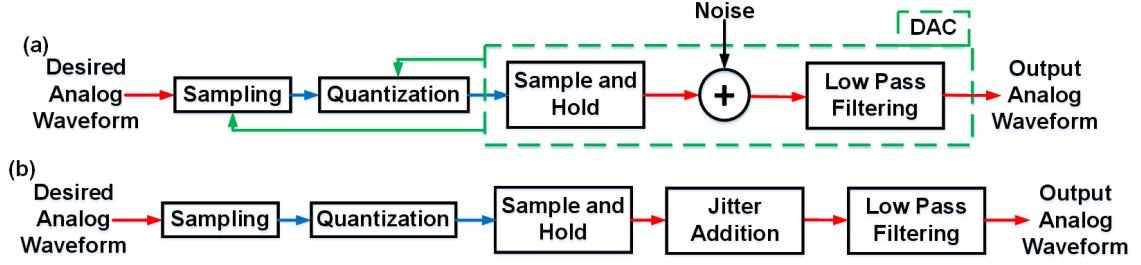 Noise
DAC
(a)
Desired
Analog
Waveform
Sampling
Quantization
Sample and
Hold
+
Low Pass
Filtering
Output
Analog
Waveform
(b)
Desired
Analog
Waveform
Sampling
Quantization
Sample and
Hold
Jitter
Addition
Low Pass
Filtering
Output
Analog
Waveform